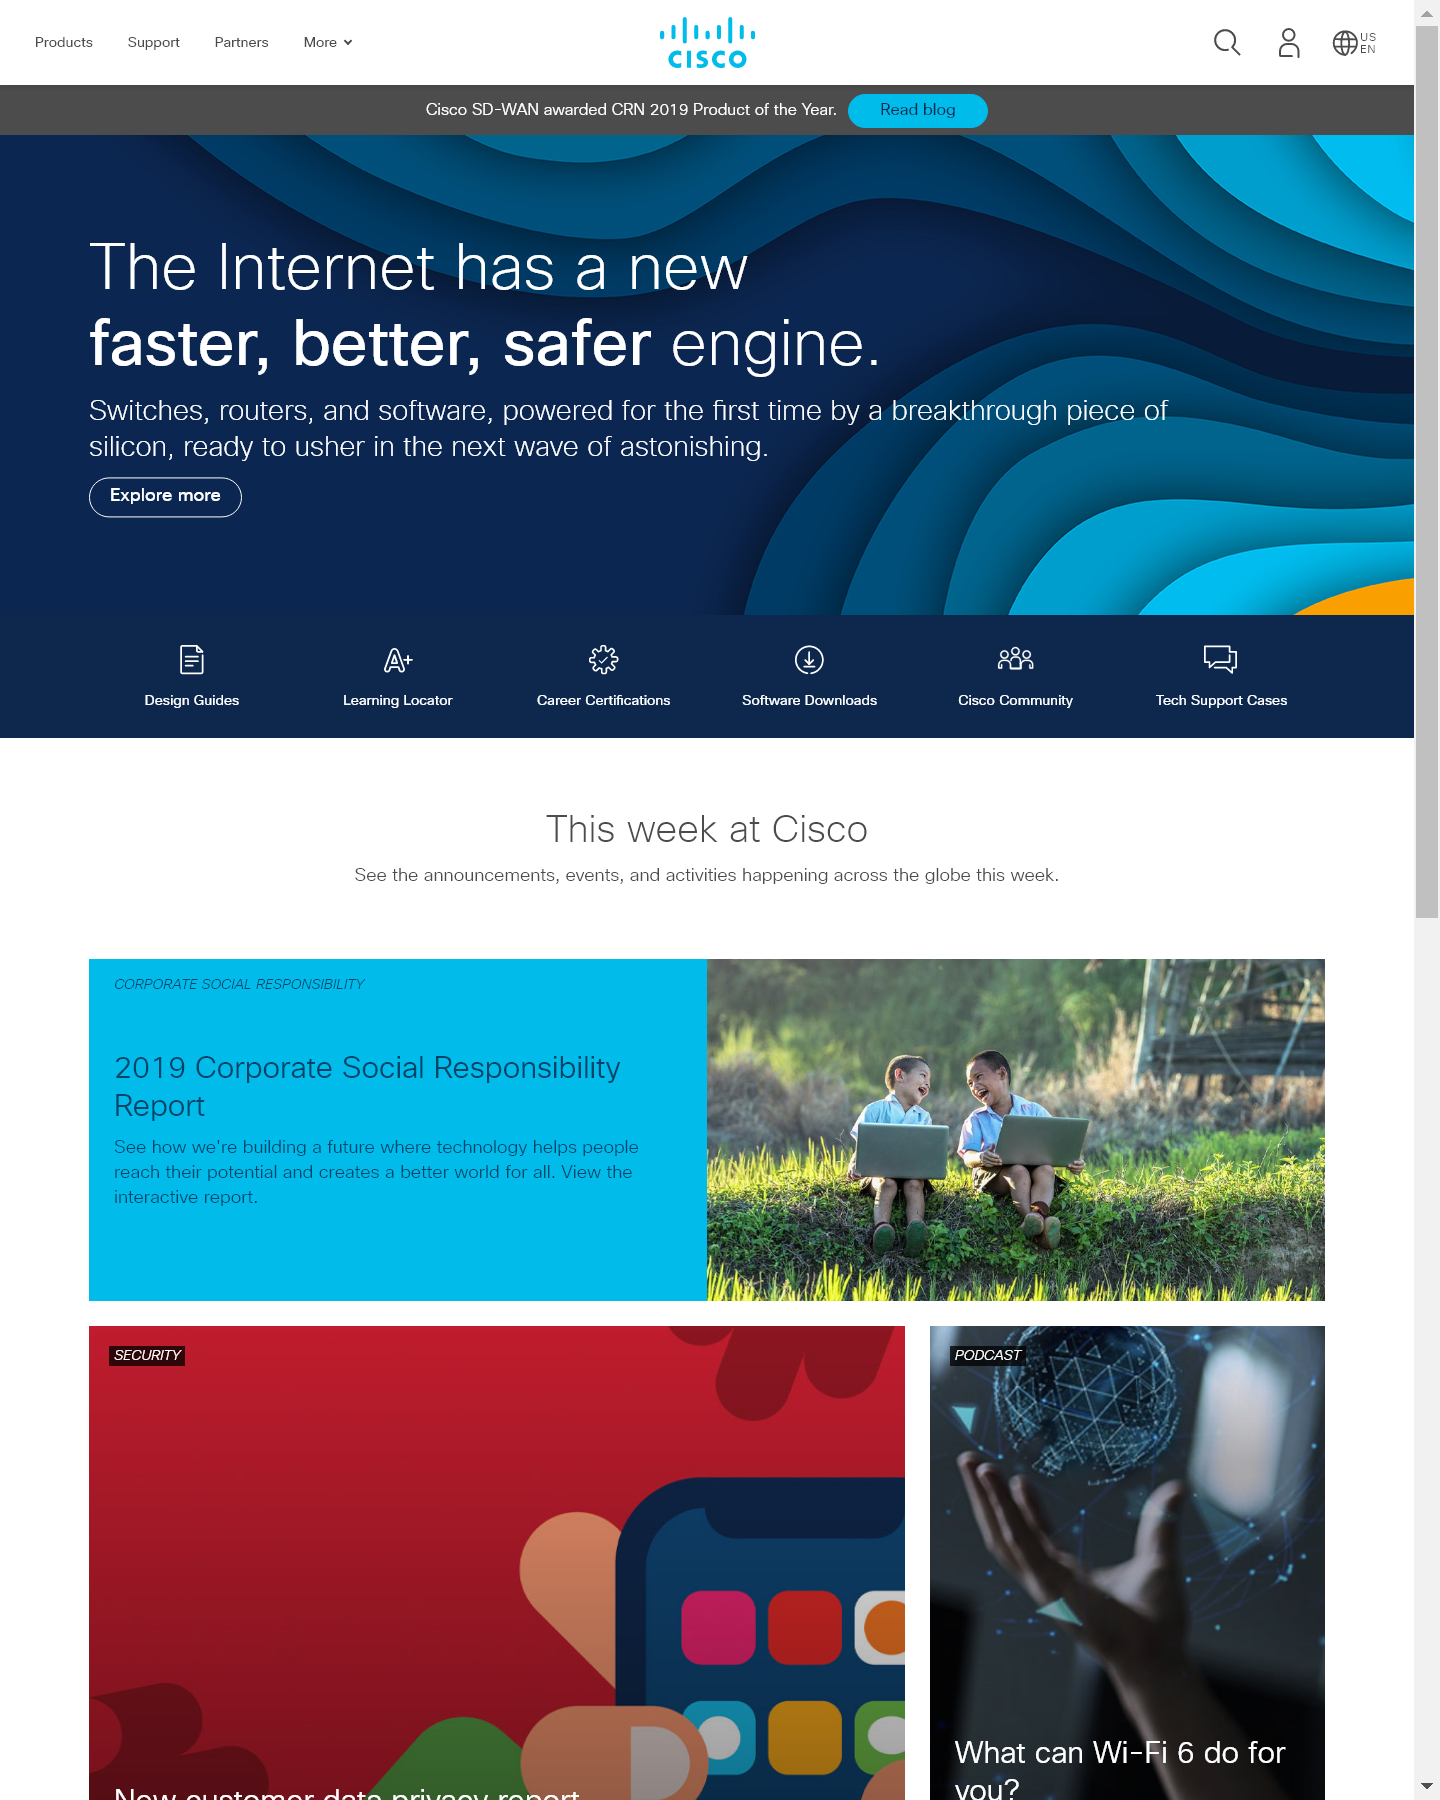 Products
Support
Partners
More
CISCO
US
EN
Cisco SD-WAN awarded CRN 2019 Product of the Year.
Read blog
The Internet has a new
faster, better, safer engine.
Switches, routers, and software, powered for the first time by a breakthrough piece of
silicon, ready to usher in the next wave of astonishing.
Explore more
Design Guides
Learning Locator
Career Certifications
Software Downloads
Cisco Community
Tech Support Cases
This week at Cisco
See the announcements, events, and activities happening across the globe this week.
CORPORATE SOCIAL RESPONSIBILITY
2019 Corporate Social Responsibility
Report
See how we're building a future where technology helps people
reach their potential and creates a better world for all. View the
interactive report.
SECURITY
New customer data privacy report
PODCAST
What can Wi-Fi 6 do for
you?